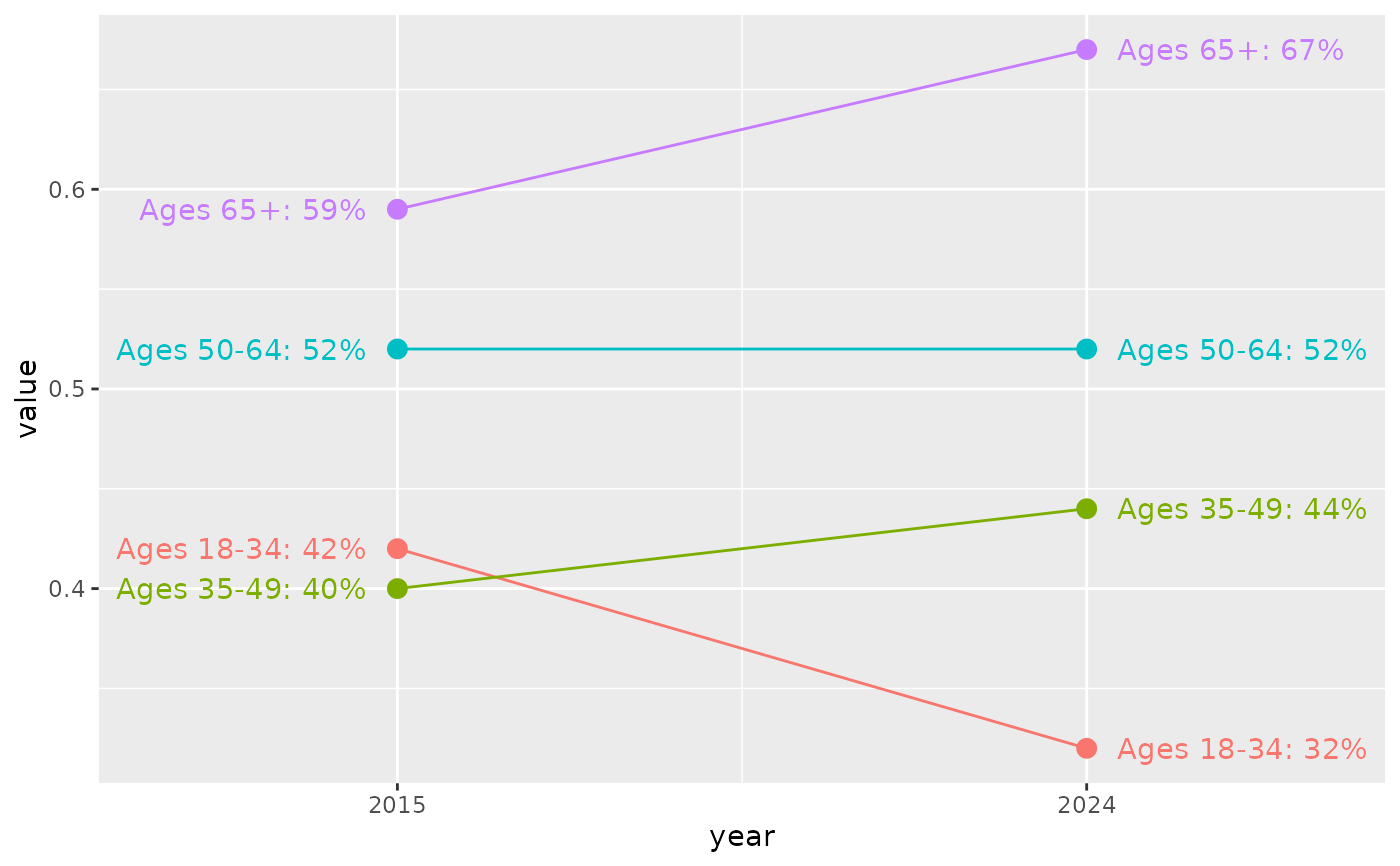 Ages 65+: 67%
0.6
Ages 65+: 59%
Ages 50-64: 52%
Ages 50-64: 52%
value
0.5
Ages 35-49: 44%
Ages 18-34: 42%
Ages 35-49: 40%
0.4
Ages 18-34: 32%
2015
2024
year